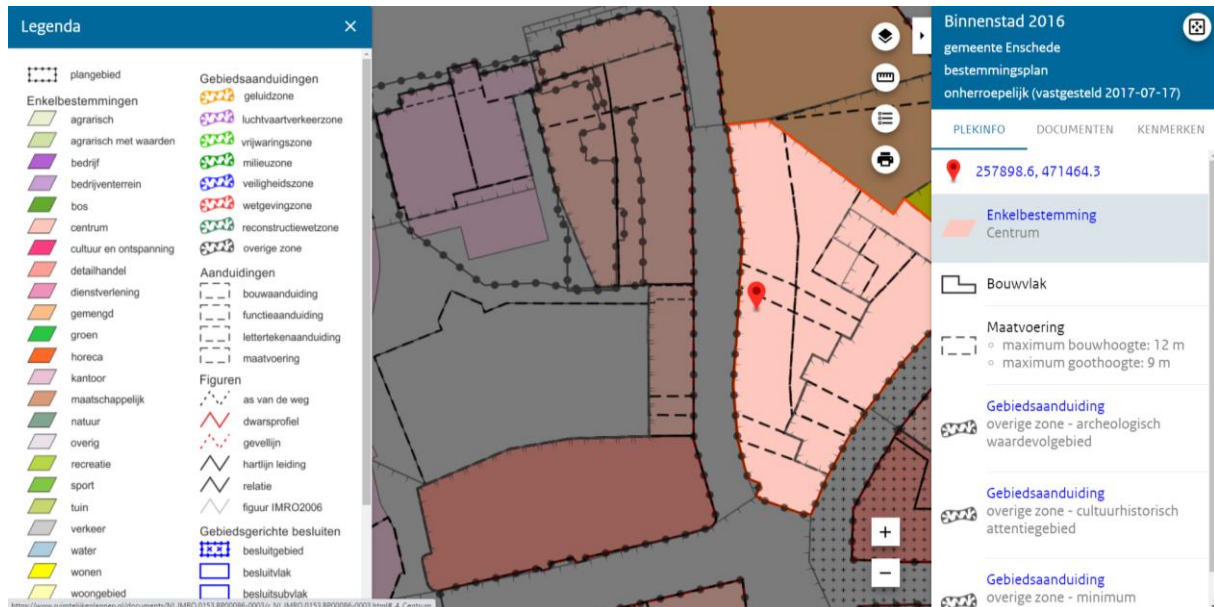 Legenda
plangebied
Enkelbestemmingen
agrarisch
agrarisch met waarden
bedrijf
bedrijventerrein
bos
centrum
cultuur en ontspanning
detailhandel
dienstverlening
gemengd
groen
horeca
kantoor
maatschappelijk
natuur
overig
recreatie
sport
tuin
verkeer
water
wonen
woongebied
Gebiedsaanduidingen
geluidzone
luchtvaartverkeerzone
vrijwaringszone
milieuzone
veiligheidszone
wetgevingzone
reconstructiewetzone
overige zone
Aanduidingen
bouwaanduiding
functieaanduiding
lettertekenaanduiding
maatvoering
Figuren
as van de weg
dwarsprofiel
gevellijn
hartlijn leiding
relatie
figuur IMRO2006
Gebiedsgerichte besluiten
besluitgebied
besluitvlak
besluitsubvlak
Binnenstad 2016
gemeente Enschede
bestemmingsplan
onherroepelijk (vastgesteld 2017-07-17)
PLEKINFO DOCUMENTEN KENMERKEN
257898.6, 471464.3
Enkelbestemming
Centrum
Bouwvlak
Maatvoering
maximum bouwhoogte: 12 m
maximum goothoogte: 9 m
Gebiedsaanduiding
overige zone - archeologisch
waardevolgebied
Gebiedsaanduiding
overige zone - cultuurhistorisch
attentiegebied
Gebiedsaanduiding
overige zone - minimum